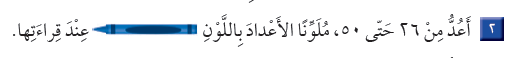 ٢ أَعُدُّ مِنْ ٢٦ حَتّى ٥٠، مُلَوِّنًا الأَعْدادَ بِاللَّوْنِ عِنْدَ قِراءَتِها.